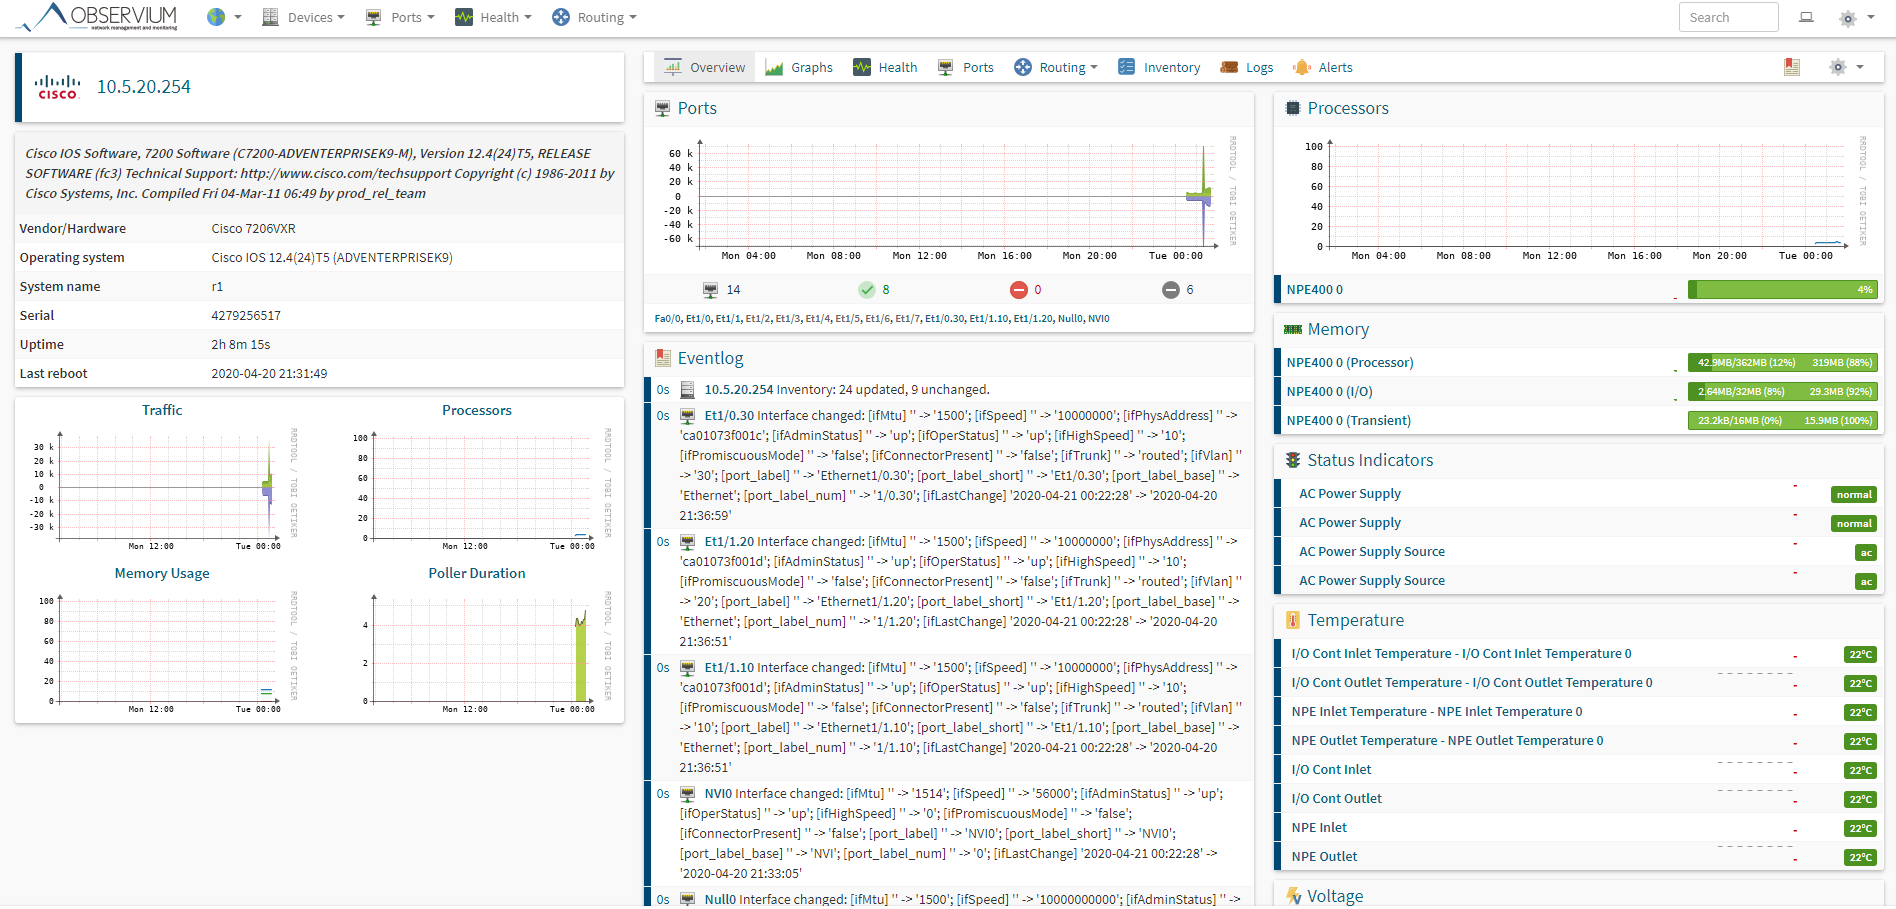 OBSERVIUM
network management and monitoring
Devices
Ports
Health
Routing
Search
CISCO
10.5.20.254
Cisco IOS Software, 7200 Software (C7200-ADVENTERPRISEK9-M), Version 12.4(24)T5, RELEASE
SOFTWARE (fc3) Technical Support: http://www.cisco.com/techsupport Copyright (c) 1986-2011 by
Cisco Systems, Inc. Compiled Fri 04-Mar-11 06:49 by prod_rel_team
Vendor/Hardware Cisco 7206VXR
Operating system Cisco IOS 12.4(24)T5 (ADVENTERPRISEK9)
System name r1
Serial 4279256517
Uptime 2h 8m 15s
Last reboot 2020-04-20 21:31:49
Traffic
30 k
20 k
10 k
0
-10 k
-20 k
-30 k
Mon 12:00 Tue 00:00
RRDTOOL / TOBI OETIKER
Processors
100
80
60
40
20
0
Mon 12:00 Tue 00:00
RRDTOOL / TOBI OETIKER
Memory Usage
100
80
60
40
20
0
Mon 12:00 Tue 00:00
RRDTOOL / TOBI OETIKER
Poller Duration
4
2
0
Mon 12:00 Tue 00:00
RRDTOOL / TOBI OETIKER
Overview Graphs Health Ports Routing Inventory Logs Alerts
Ports
60 k
40 k
20 k
0
-20 k
-40 k
-60 k
Mon 04:00 Mon 08:00 Mon 12:00 Mon 16:00 Mon 20:00 Tue 00:00
RRDTOOL / TOBI OETIKER
14 8 0 6
Fa0/0, Et1/0, Et1/1, Et1/2, Et1/3, Et1/4, Et1/5, Et1/6, Et1/7, Et1/0.30, Et1/1.10, Et1/1.20, Null0, NVI0
Eventlog
0s 10.5.20.254 Inventory: 24 updated, 9 unchanged.
0s Et1/0.30 Interface changed: [ifMtu] '' -> '1500'; [ifSpeed] '' -> '10000000'; [ifPhysAddress] '' ->
'ca01073f001c'; [ifAdminStatus] '' -> 'up'; [ifOperStatus] '' -> 'up'; [ifHighSpeed] '' -> '10';
[ifPromiscuousMode] '' -> 'false'; [ifConnectorPresent] '' -> 'false'; [ifTrunk] '' -> 'routed'; [ifVlan] ''
-> '30'; [port_label] '' -> 'Ethernet1/0.30'; [port_label_short] '' -> 'Et1/0.30'; [port_label_base] '' ->
'Ethernet'; [port_label_num] '' -> '1/0.30'; [ifLastChange] '2020-04-21 00:22:28' -> '2020-04-20
21:36:59'
0s Et1/1.20 Interface changed: [ifMtu] '' -> '1500'; [ifSpeed] '' -> '10000000'; [ifPhysAddress] '' ->
'ca01073f001d'; [ifAdminStatus] '' -> 'up'; [ifOperStatus] '' -> 'up'; [ifHighSpeed] '' -> '10';
[ifPromiscuousMode] '' -> 'false'; [ifConnectorPresent] '' -> 'false'; [ifTrunk] '' -> 'routed'; [ifVlan] ''
-> '20'; [port_label] '' -> 'Ethernet1/1.20'; [port_label_short] '' -> 'Et1/1.20'; [port_label_base] '' ->
'Ethernet'; [port_label_num] '' -> '1/1.20'; [ifLastChange] '2020-04-21 00:22:28' -> '2020-04-20
21:36:51'
0s Et1/1.10 Interface changed: [ifMtu] '' -> '1500'; [ifSpeed] '' -> '10000000'; [ifPhysAddress] '' ->
'ca01073f001d'; [ifAdminStatus] '' -> 'up'; [ifOperStatus] '' -> 'up'; [ifHighSpeed] '' -> '10';
[ifPromiscuousMode] '' -> 'false'; [ifConnectorPresent] '' -> 'false'; [ifTrunk] '' -> 'routed'; [ifVlan] ''
-> '10'; [port_label] '' -> 'Ethernet1/1.10'; [port_label_short] '' -> 'Et1/1.10'; [port_label_base] '' ->
'Ethernet'; [port_label_num] '' -> '1/1.10'; [ifLastChange] '2020-04-21 00:22:28' -> '2020-04-20
21:36:51'
0s NVI0 Interface changed: [ifMtu] '' -> '1514'; [ifSpeed] '' -> '56000'; [ifAdminStatus] '' -> 'up';
[ifOperStatus] '' -> 'up'; [ifHighSpeed] '' -> '0'; [ifPromiscuousMode] '' -> 'false';
[ifConnectorPresent] '' -> 'false'; [port_label] '' -> 'NVI0'; [port_label_short] '' -> 'NVI0';
[port_label_base] '' -> 'NVI'; [port_label_num] '' -> '0'; [ifLastChange] '2020-04-21 00:22:28' ->
'2020-04-20 21:33:05'
0s Null0 Interface changed: [ifMtu] '' -> '1500'; [ifSpeed] '' -> '10000000000'; [ifAdminStatus] '' ->
Processors
100
80
60
40
20
0
Mon 04:00 Mon 08:00 Mon 12:00 Mon 16:00 Mon 20:00 Tue 00:00
RRDTOOL / TOBI OETIKER
NPE400 0 4%
Memory
NPE400 0 (Processor) 42.9MB/362MB (12%) 319MB (88%)
NPE400 0 (I/O) 2.64MB/32MB (8%) 29.3MB (92%)
NPE400 0 (Transient) 23.2kB/16MB (0%) 15.9MB (100%)
Status Indicators
AC Power Supply normal
AC Power Supply normal
AC Power Supply Source ac
AC Power Supply Source ac
Temperature
I/O Cont Inlet Temperature - I/O Cont Inlet Temperature 0 22°C
I/O Cont Outlet Temperature - I/O Cont Outlet Temperature 0 22°C
NPE Inlet Temperature - NPE Inlet Temperature 0 22°C
NPE Outlet Temperature - NPE Outlet Temperature 0 22°C
I/O Cont Inlet 22°C
I/O Cont Outlet 22°C
NPE Inlet 22°C
NPE Outlet 22°C
Voltage